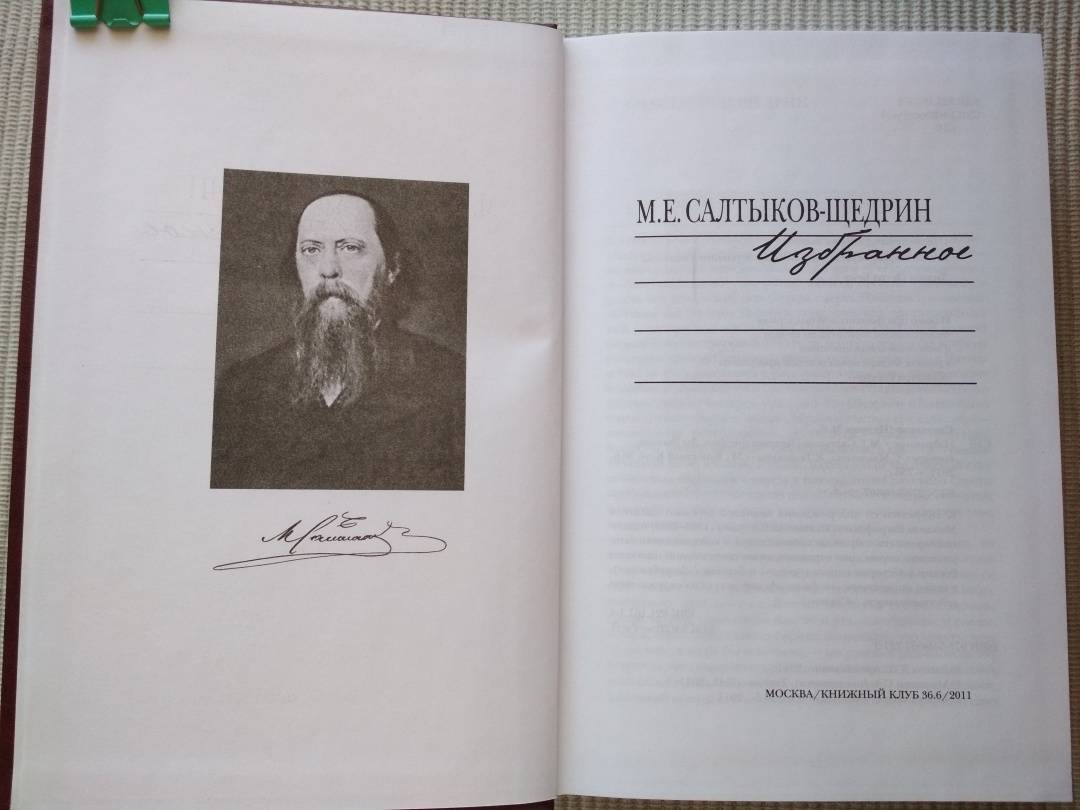 М.Е. САЛТЫКОВ-ЩЕДРИН
Избранное
МОСКВА/КНИЖНЫЙ КЛУБ 36.6/2011